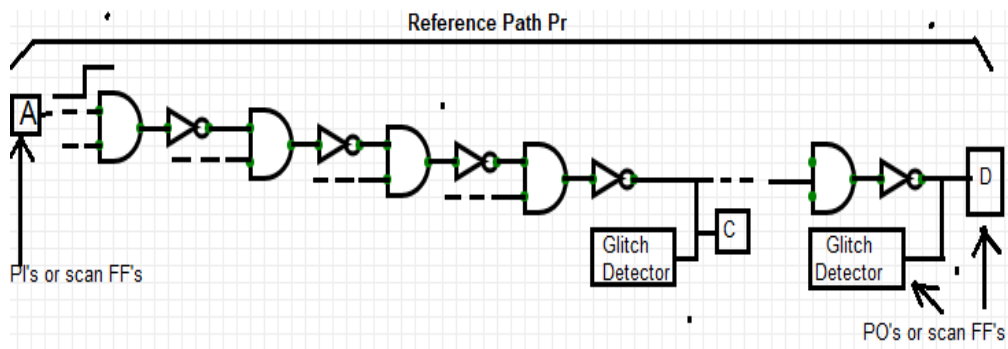 Reference Path Pr
A
C
D
Glitch
Detector
Glitch
Detector
PI's or scan FF's
PO's or scan FF's